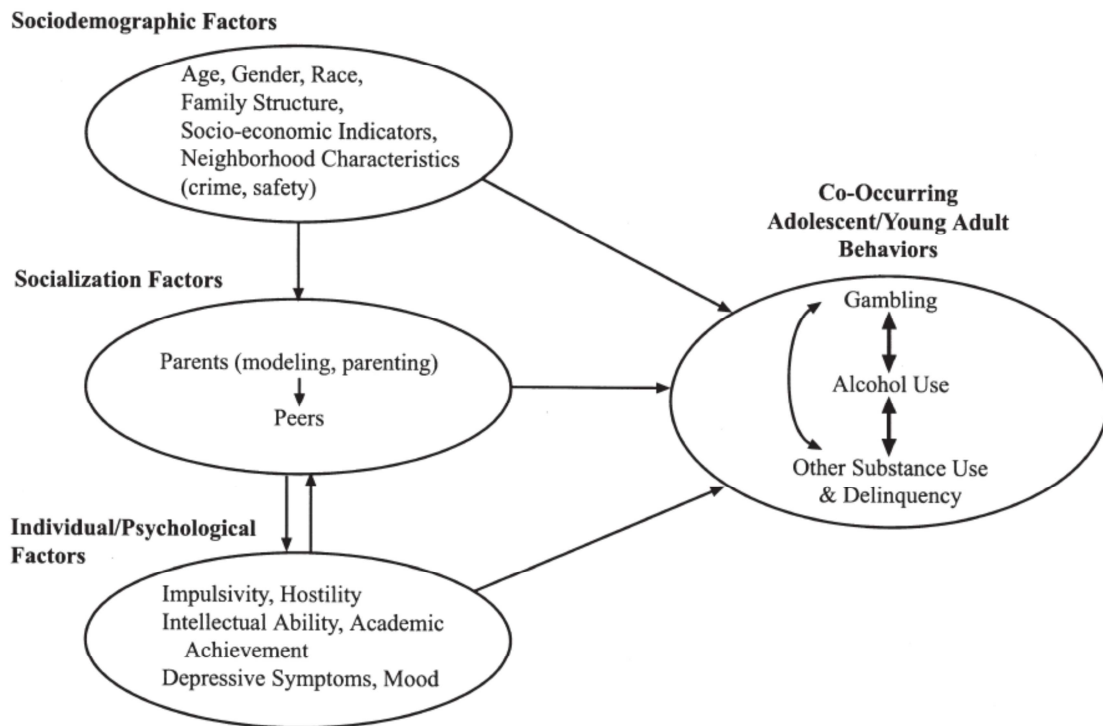 Sociodemographic Factors
Age, Gender, Race,
Family Structure,
Socio-economic Indicators,
Neighborhood Characteristics
(crime, safety)
Socialization Factors
Parents (modeling, parenting)
Peers
Individual/Psychological
Factors
Impulsivity, Hostility
Intellectual Ability, Academic
Achievement
Depressive Symptoms, Mood
Co-Occurring
Adolescent/Young Adult
Behaviors
Gambling
Alcohol Use
Other Substance Use
& Delinquency